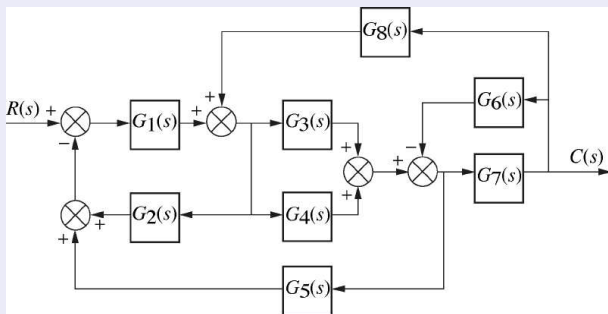 G8(s)
R(s) + + + G6(s)
G1(s) + G3(s)
− + − C(s)
+ G7(s)
+ G2(s) G4(s) +
+
G5(s)